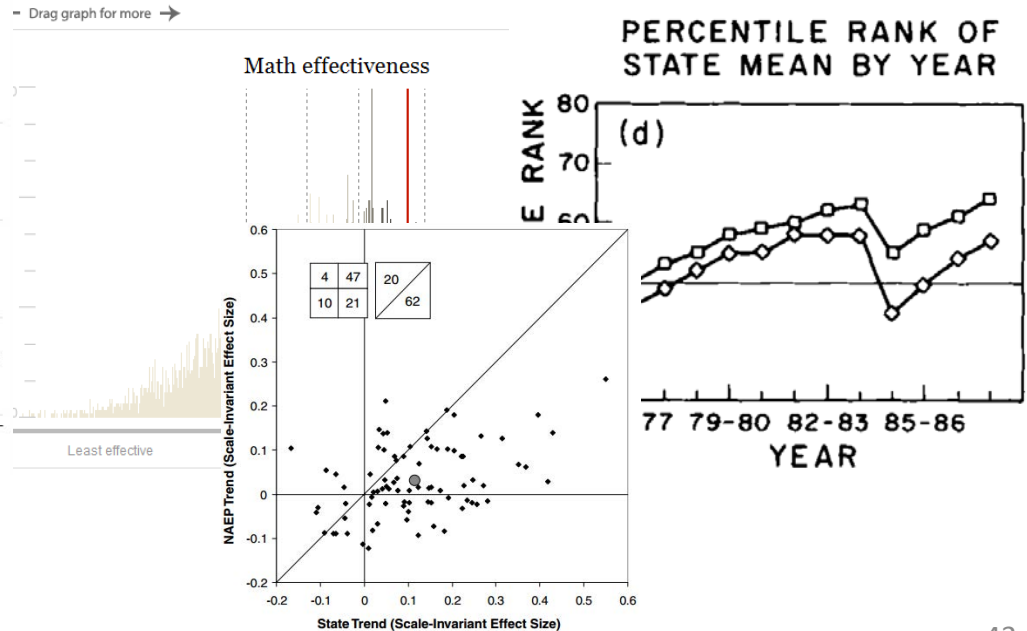 Drag graph for more
Math effectiveness
Least effective
PERCENTILE RANK OF
STATE MEAN BY YEAR
E RANK
80
70
60
(d)
77 79-80 82-83 85-86
YEAR
NAEP Trend (Scale-Invariant Effect Size)
0.6
0.5
0.4
0.3
0.2
0.1
0
-0.1
-0.2
4 47
10 21
20
62
-0.2 -0.1 0 0.1 0.2 0.3 0.4 0.5 0.6
State Trend (Scale-Invariant Effect Size)